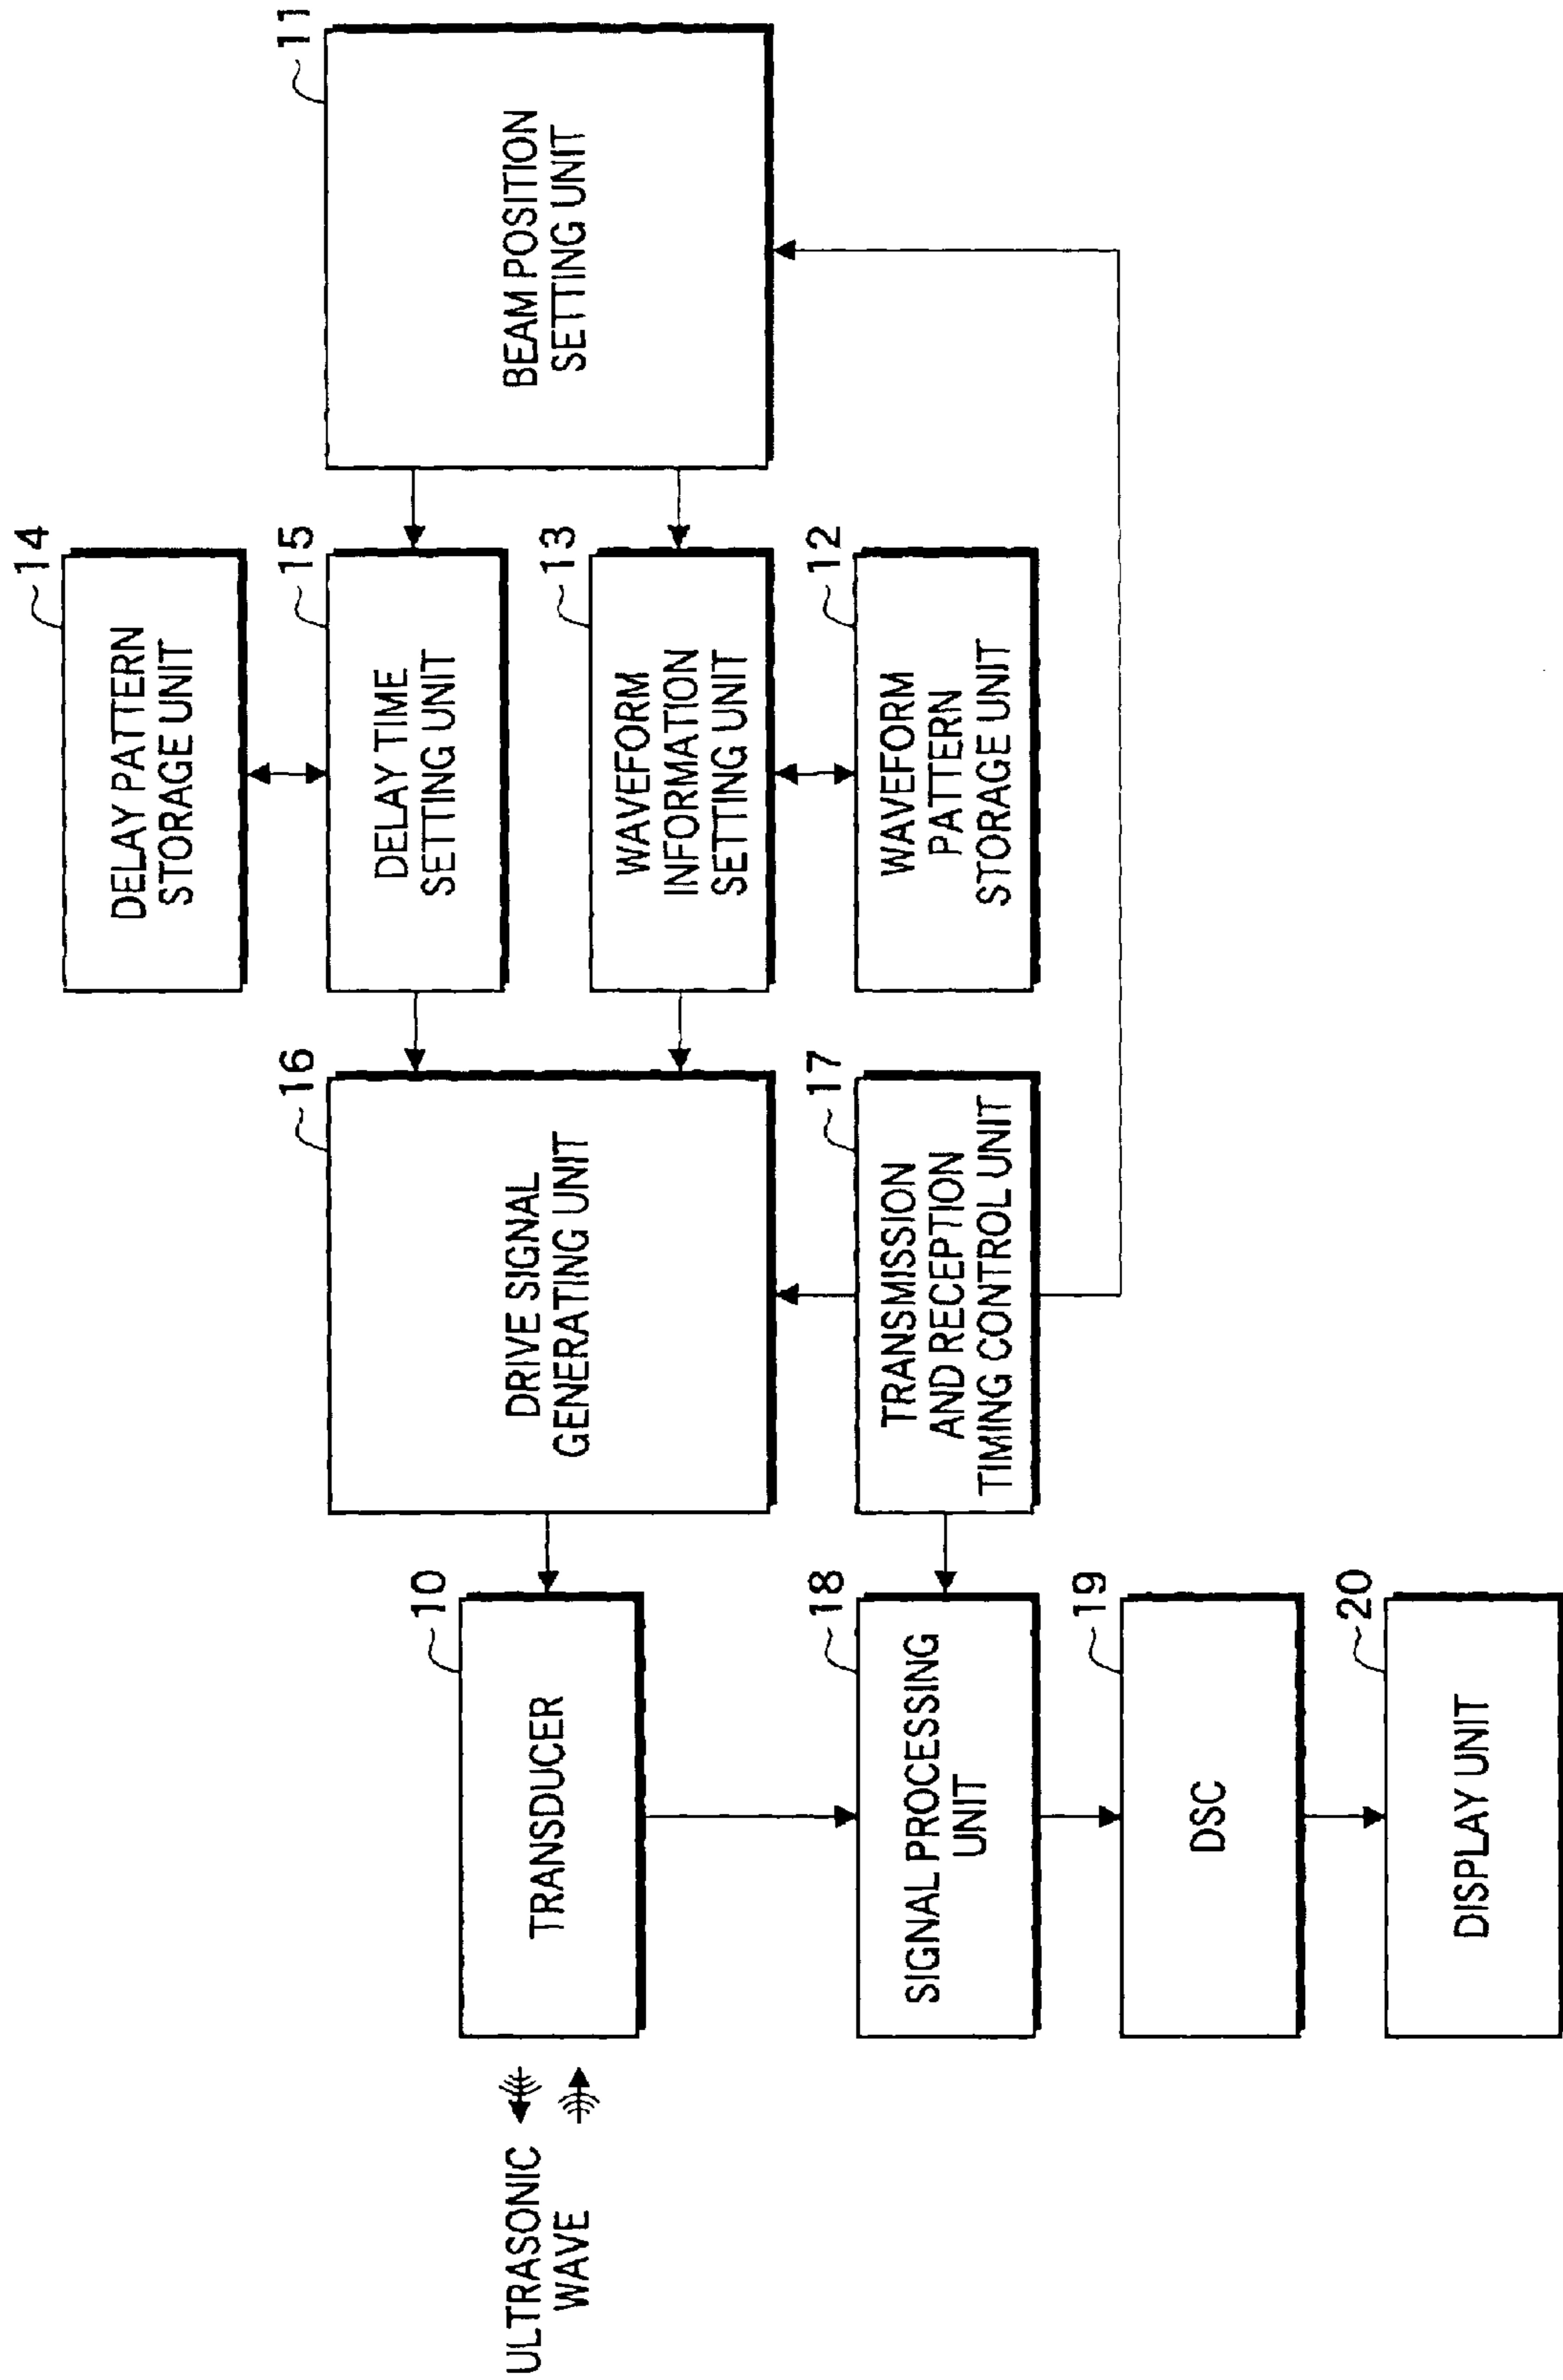 ULTRASONIC
WAVE
10
TRANSDUCER
18
SIGNAL PROCESSING
UNIT
19
DSC
20
DISPLAY UNIT
16
DRIVE SIGNAL
GENERATING UNIT
17
TRANSMISSION
AND RECEPTION
TIMING CONTROL UNIT
14
DELAY PATTERN
STORAGE UNIT
15
DELAY TIME
SETTING UNIT
13
WAVEFORM
INFORMATION
SETTING UNIT
12
WAVEFORM
PATTERN
STORAGE UNIT
11
BEAM POSITION
SETTING UNIT